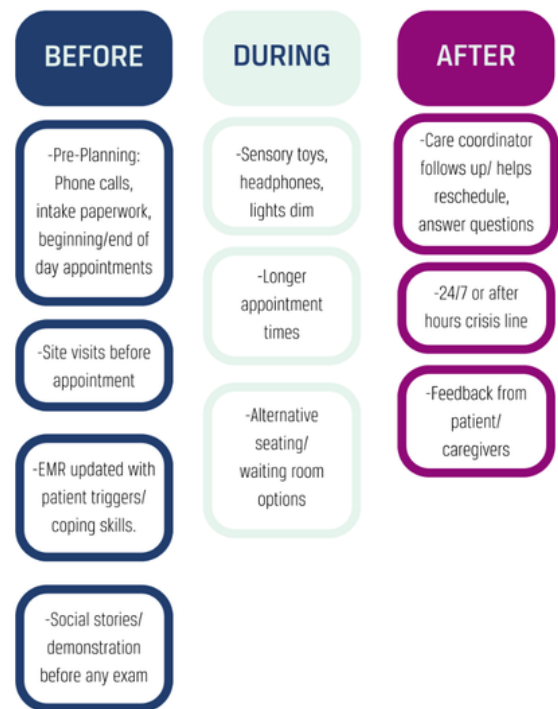 BEFORE
-Pre-Planning:
Phone calls,
intake paperwork,
beginning/end of
day appointments
-Site visits before
appointment
-EMR updated with
patient triggers/
coping skills.
-Social stories/
demonstration
before any exam
DURING
-Sensory toys,
headphones,
lights dim
-Longer
appointment
times
-Alternative
seating/
waiting room
options
AFTER
-Care coordinator
follows up/ helps
reschedule,
answer questions
-24/7 or after
hours crisis line
-Feedback from
patient/
caregivers